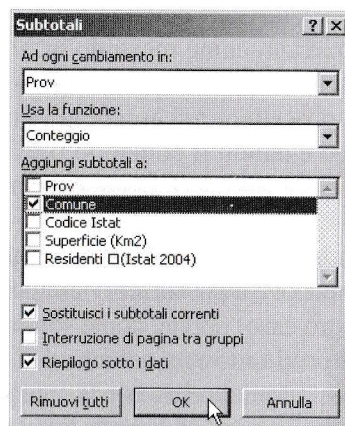 Subtotali
Ad ogni cambiamento in:
Prov
Usa la funzione:
Conteggio
Aggiungi subtotali a:
Prov
Comune
Codice Istat
Superficie (Km2)
Residenti □(Istat 2004)
Sostituisci i subtotali correnti
Interruzione di pagina tra gruppi
Riepilogo sotto i dati
Rimuovi tutti OK Annulla